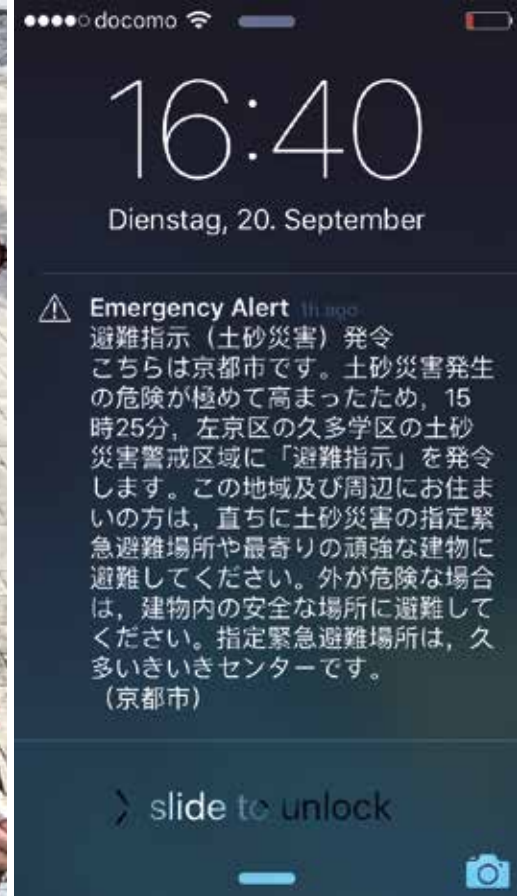 docomo
16:40
Dienstag, 20. September
Emergency Alert 1h ago
避難指示（土砂災害）発令
こちらは京都市です。土砂災害発生
の危険が極めて高まったため，15
時25分，左京区の久多学区の土砂
災害警戒区域に「避難指示」を発令
します。この地域及び周辺にお住ま
いの方は，直ちに土砂災害の指定緊
急避難場所や最寄りの頑強な建物に
避難してください。外が危険な場合
は，建物内の安全な場所に避難して
ください。指定緊急避難場所は，久
多いきいきセンターです。
（京都市）
slide to unlock